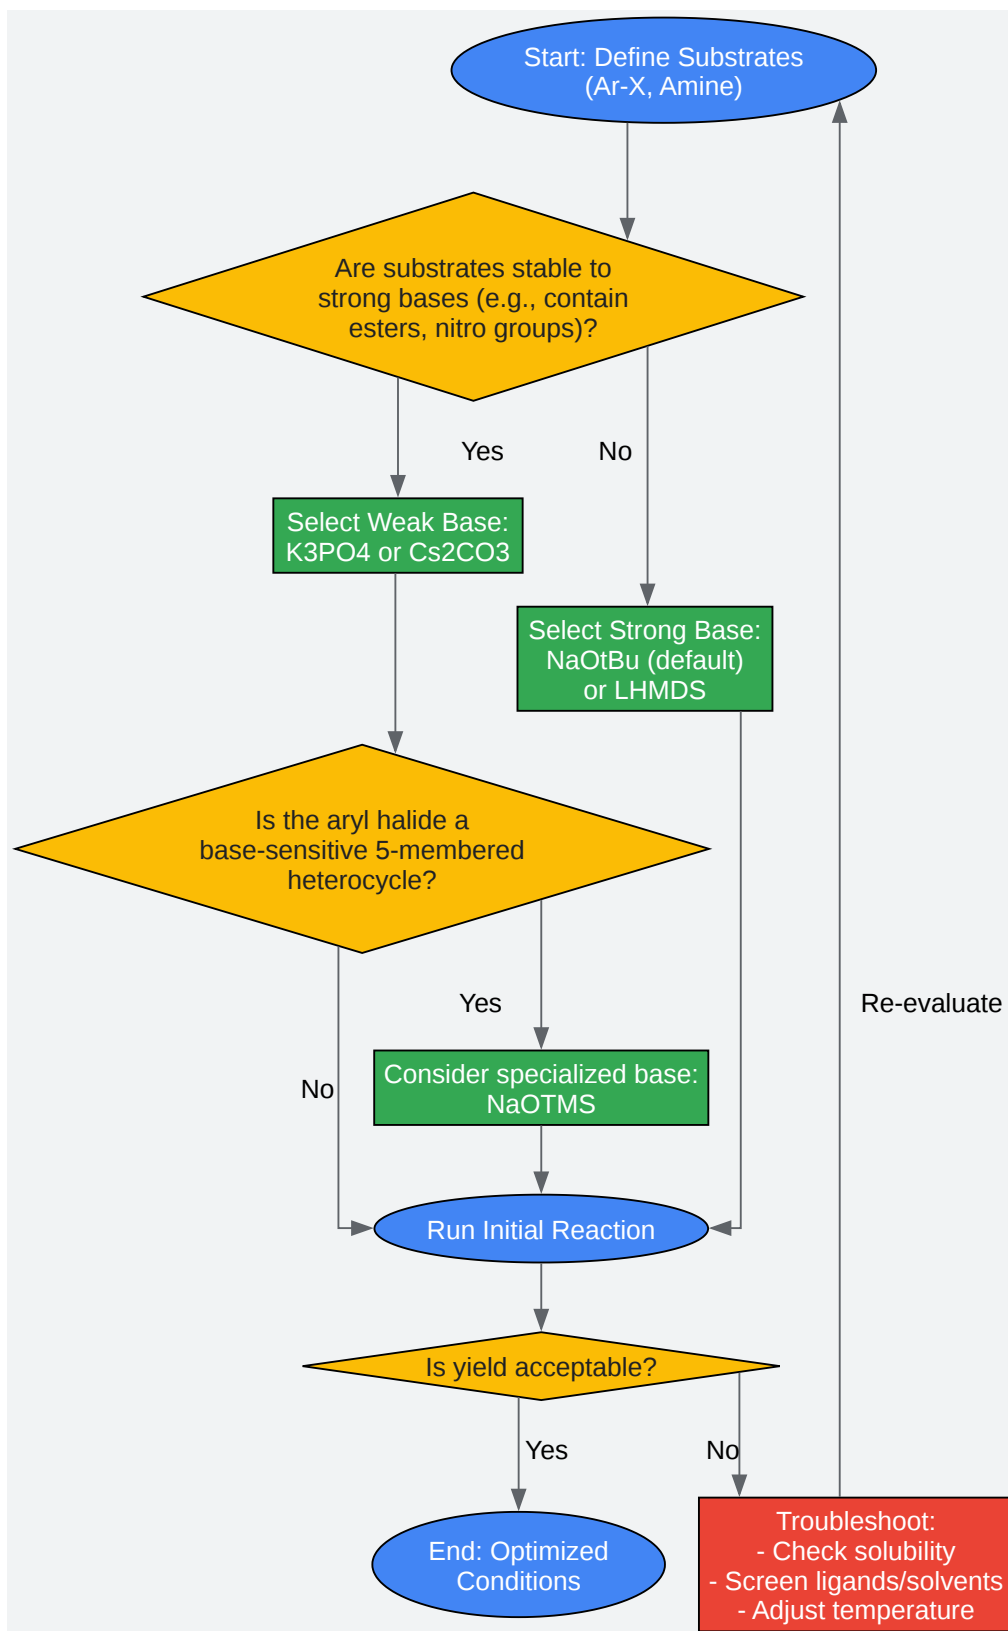 Start: Define Substrates
(Ar-X, Amine)
Are substrates stable to
strong bases (e.g., contain
esters, nitro groups)?
Yes
No
Select Weak Base:
K3PO4 or Cs2CO3
Select Strong Base:
NaOtBu (default)
or LHMDS
Is the aryl halide a
base-sensitive 5-membered
heterocycle?
Yes
Re-evaluate
Consider specialized base:
NaOTMS
No
Run Initial Reaction
Is yield acceptable?
Yes
No
End: Optimized
Conditions
Troubleshoot:
- Check solubility
- Screen ligands/solvents
- Adjust temperature